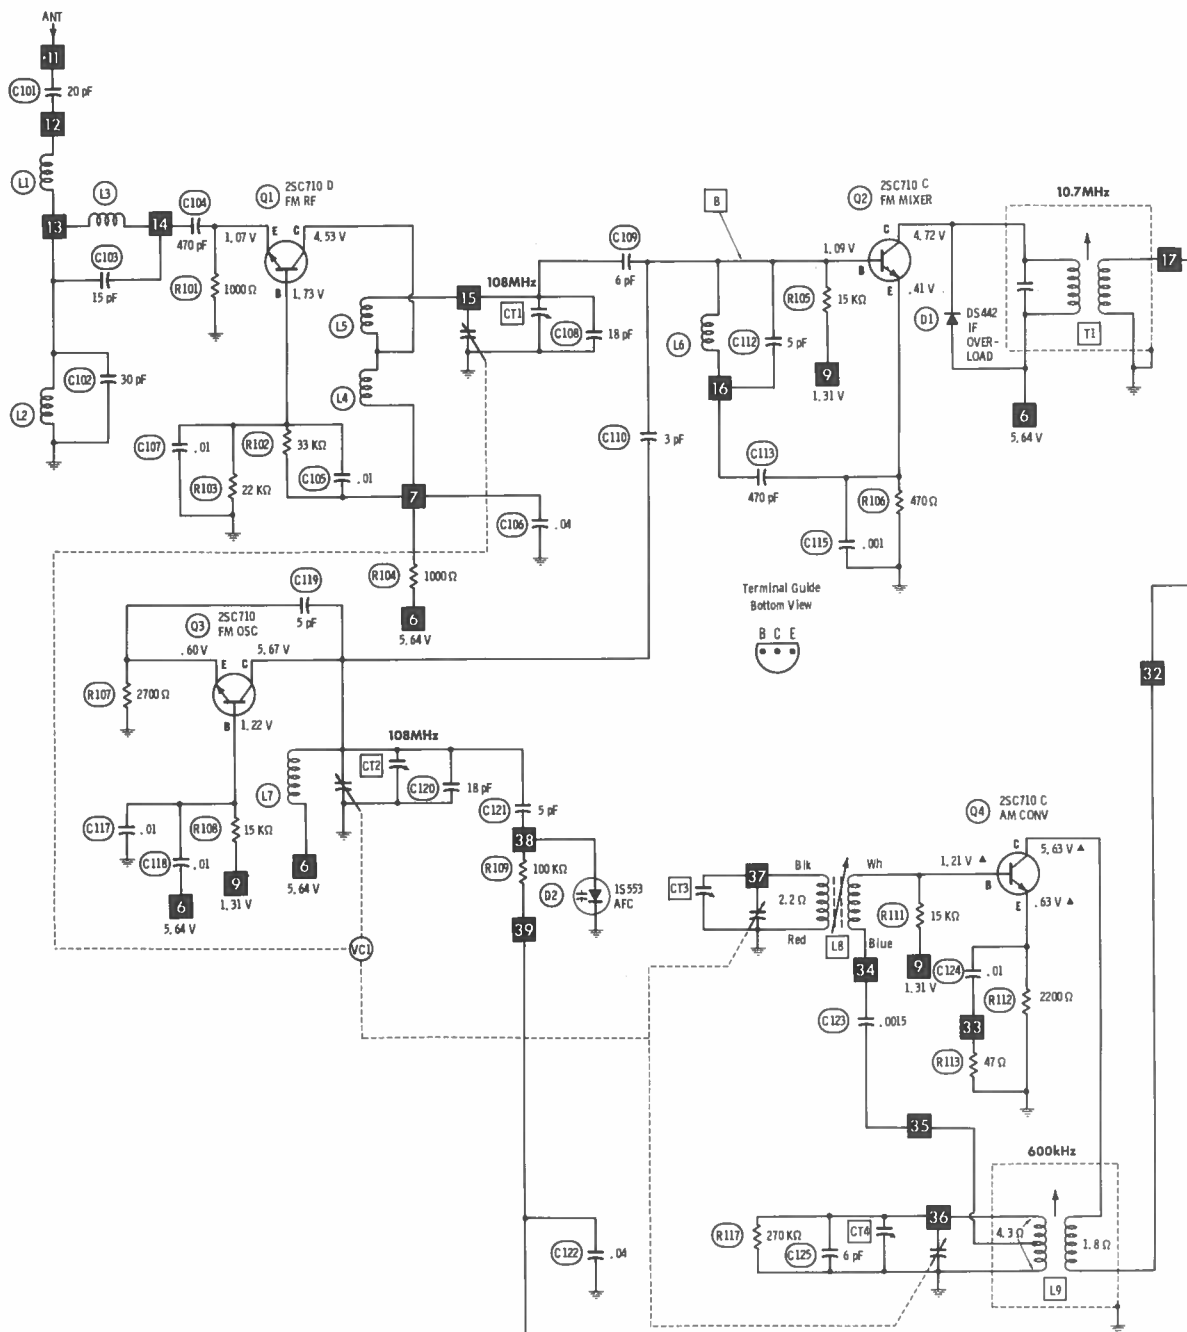 ANT
11
C101 20 pF
12
L1
L3
13
14
C104
470 pF
C103
15 pF
Q1 2SC710 D
FM RF
1.07 V
E
C
4.53 V
B
1.73 V
R101 1000 Ω
C102 30 pF
L2
C107 .01
R102 33 KΩ
R103 22 KΩ
C105 .01
L5
L4
15
108MHz
CT1
C108 18 pF
7
C106 .04
R104 1000 Ω
6
5.64 V
C109
6 pF
C110 3 pF
B
L6
C112 5 pF
16
R105 15 KΩ
9
1.31 V
Q2 2SC710 C
FM MIXER
C
4.72 V
1.09 V
B
E
.41 V
D1 DS442
IF
OVER-
LOAD
10.7MHz
T1
17
6
5.64 V
C113
470 pF
R106 470 Ω
C115 .001
Terminal Guide
Bottom View
B C E
C119
5 pF
Q3 2SC710
FM OSC
.60 V
E
C
5.67 V
B
1.22 V
R107 2700 Ω
L7
108MHz
CT2
C120 18 pF
C121 5 pF
C117 .01
C118 .01
R108 15 KΩ
9
1.31 V
6
5.64 V
6
5.64 V
38
R109 100 KΩ
D2 1S553
AFC
39
VC1
32
Q4 2SC710 C
AM CONV
C
5.63 V ▲
1.21 V ▲
B
E
.63 V ▲
CT3
37
Blk
2.2 Ω
Red
L8
Wh
Blue
R111 15 KΩ
9
1.31 V
34
C124 .01
R112 2200 Ω
33
C123 .0015
R113 47 Ω
35
600kHz
36
R117 270 KΩ
C125 6 pF
CT4
4.3 Ω
1.8 Ω
L9
C122 .04